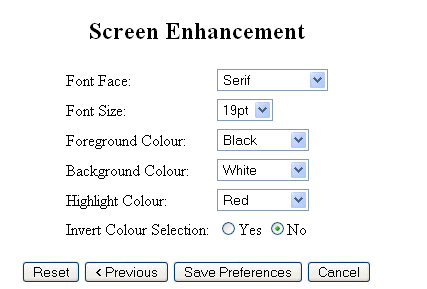 Screen Enhancement
Font Face: Serif
Font Size: 19pt
Foreground Colour: Black
Background Colour: White
Highlight Colour: Red
Invert Colour Selection: Yes No
Reset < Previous Save Preferences Cancel